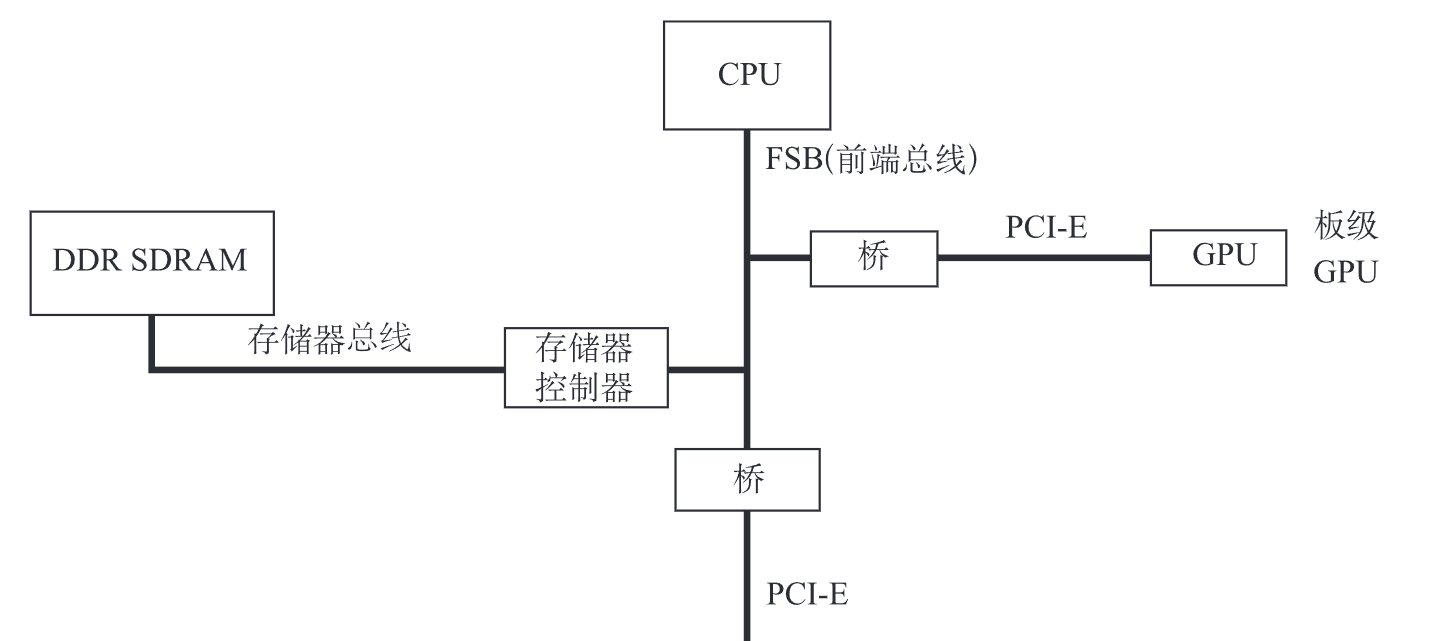 CPU
FSB(前端总线)
DDR SDRAM
存储器总线
存储器
控制器
桥
PCI-E
GPU
板级
GPU
桥
PCI-E